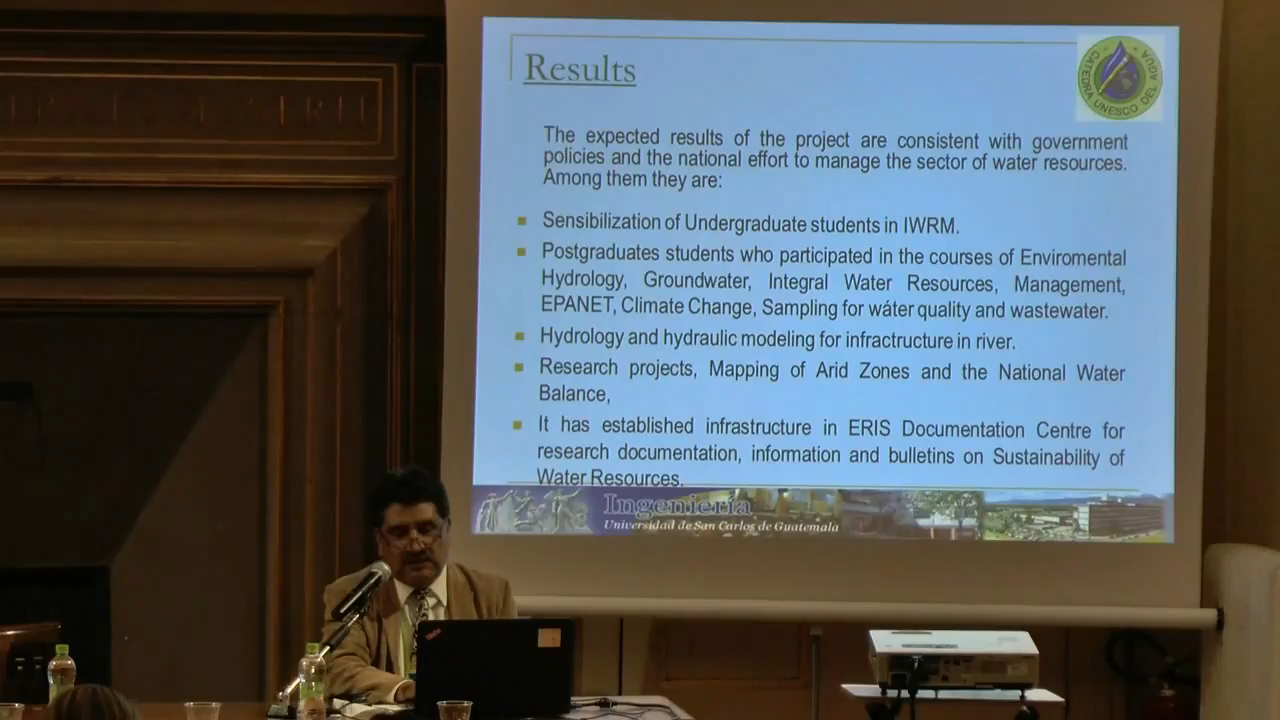 Results
CATEDRA UNESCO DEL AGUA
The expected results of the project are consistent with government
policies and the national effort to manage the sector of water resources.
Among them they are:
Sensibilization of Undergraduate students in IWRM.
Postgraduates students who participated in the courses of Enviromental
Hydrology, Groundwater, Integral Water Resources, Management,
EPANET, Climate Change, Sampling for wáter quality and wastewater.
Hydrology and hydraulic modeling for infractructure in river.
Research projects, Mapping of Arid Zones and the National Water
Balance,
It has established infrastructure in ERIS Documentation Centre for
research documentation, information and bulletins on Sustainability of
Water Resources.
Ingeniería
Universidad de San Carlos de Guatemala